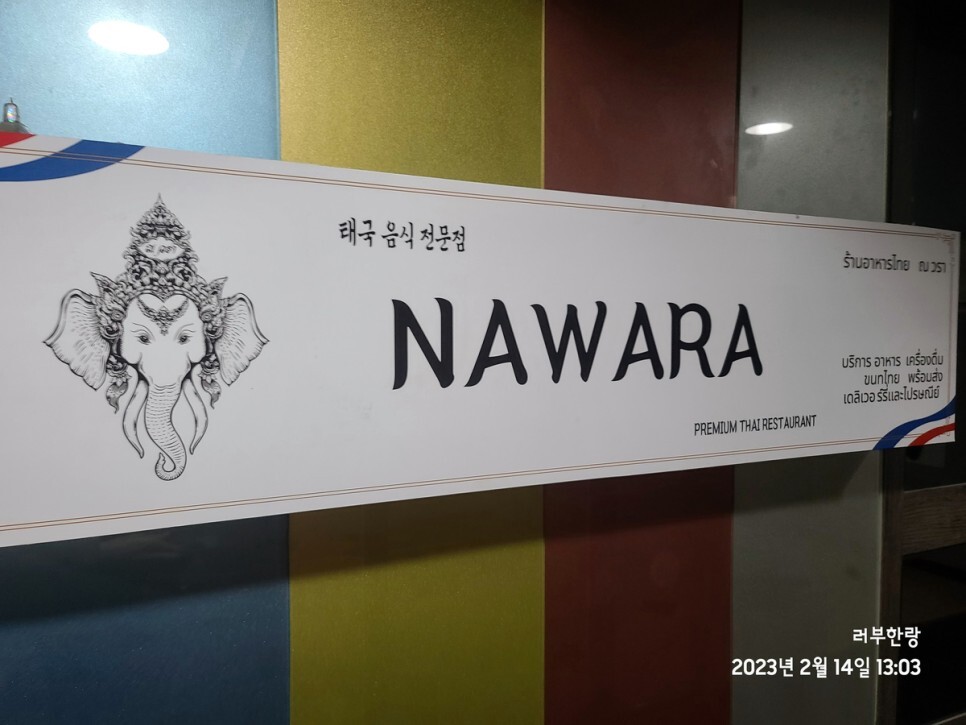 태국 음식 전문점
ร้านอาหารไทย ณ วรา
NAWARA
บริการ อาหาร เครื่องดื่ม
ขนทไทย พร้อมส่ง
เดลิเวอร์รี่และไปรษณีย์
PREMIUM THAI RESTAURANT
러부한랑
2023년 2월 14일 13:03